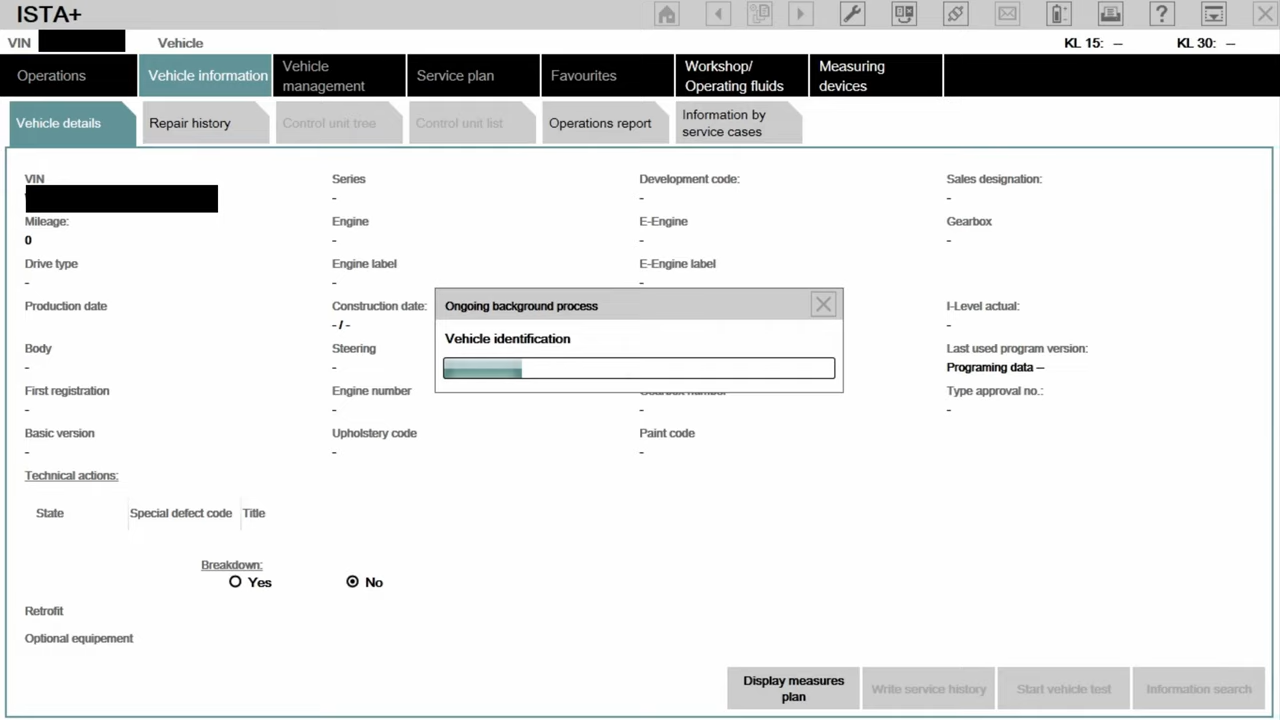 ISTA+
VIN Vehicle KL 15: – KL 30: –
Operations Vehicle information Vehicle management Service plan Favourites Workshop/ Operating fluids Measuring devices
Vehicle details Repair history Control unit tree Control unit list Operations report Information by service cases
VIN Series Development code: Sales designation:
- - -
Mileage: Engine E-Engine Gearbox
0 - - -
Drive type Engine label E-Engine label
- - -
Production date Construction date: I-Level actual:
- / - -
Body Steering Last used program version:
- - Programing data –
First registration Engine number Gearbox number Type approval no.:
- - - -
Basic version Upholstery code Paint code
- - -
Ongoing background process
Vehicle identification
Technical actions:
State Special defect code Title
Breakdown:
Yes No
Retrofit
Optional equipement
Display measures plan Write service history Start vehicle test Information search